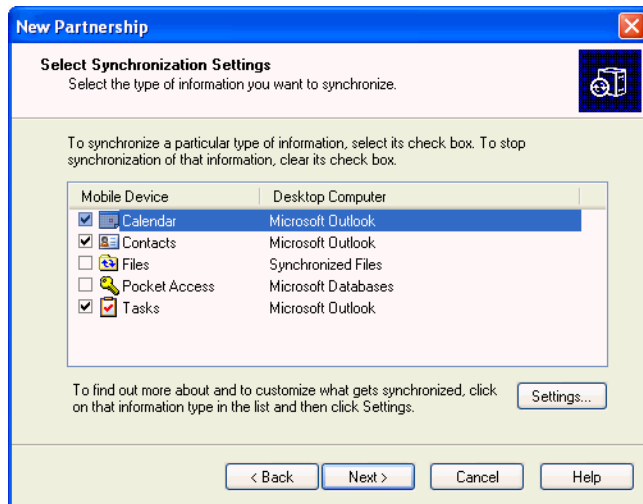 New Partnership
Select Synchronization Settings
Select the type of information you want to synchronize.
To synchronize a particular type of information, select its check box. To stop
synchronization of that information, clear its check box.
Mobile Device Desktop Computer
Calendar Microsoft Outlook
Contacts Microsoft Outlook
Files Synchronized Files
Pocket Access Microsoft Databases
Tasks Microsoft Outlook
To find out more about and to customize what gets synchronized, click
on that information type in the list and then click Settings.
Settings...
< Back Next > Cancel Help